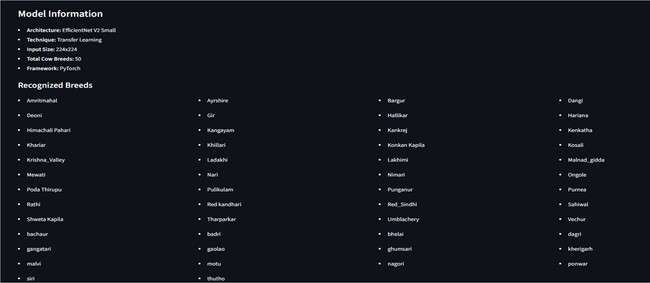 Model Information
• Architecture: EfficientNet V2 Small
• Technique: Transfer Learning
• Input Size: 224x224
• Total Cow Breeds: 50
• Framework: PyTorch
Recognized Breeds
• Amritmahal • Ayrshire • Bargur • Dangi
• Deoni • Gir • Hallikar • Hariana
• Himachali Pahari • Kangayam • Kankrej • Kenkatha
• Khariar • Khillari • Konkan Kapila • Kosali
• Krishna_Valley • Ladakhi • Lakhimi • Malnad_gidda
• Mewati • Nari • Nimari • Ongole
• Poda Thirupu • Pulikulam • Punganur • Purnea
• Rathi • Red kandhari • Red_Sindhi • Sahiwal
• Shweta Kapila • Tharparkar • Umblachery • Vechur
• bachaur • badri • bhelai • dagri
• gangatari • gaolao • ghumsari • kherigarh
• malvi • motu • nagori • ponwar
• siri • thutho